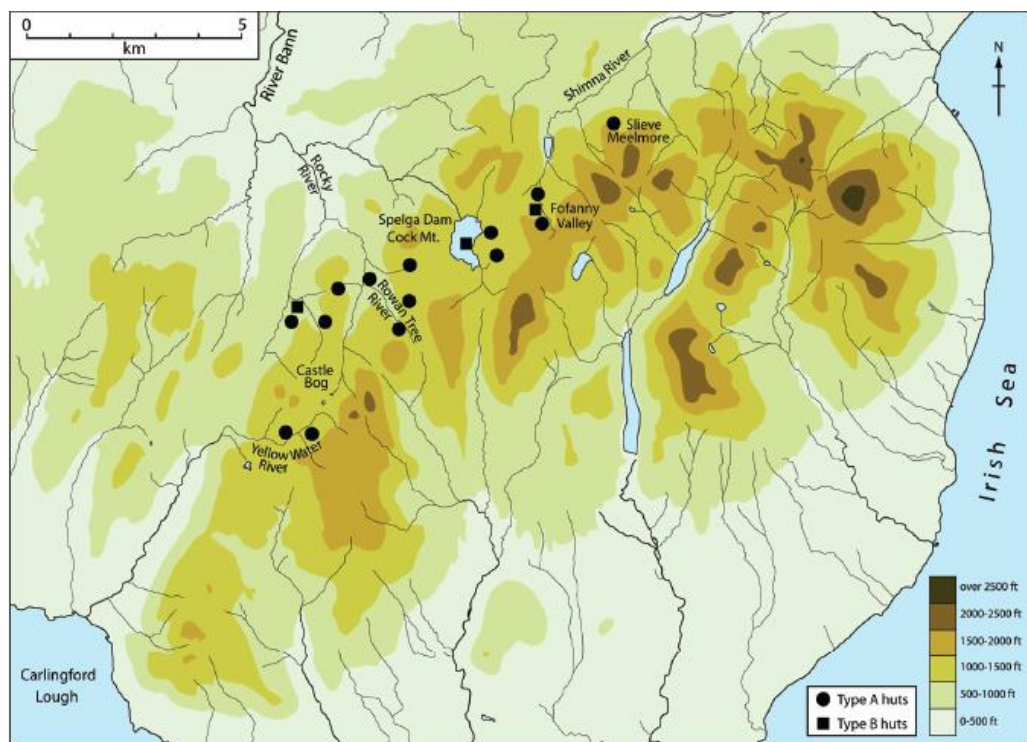 0
5
km
N
River Bann
Shimna River
Slieve
Meelmore
Rocky
River
Spelga Dam
Cock Mt.
Fofanny
Valley
Rowan Tree
River
Castle
Bog
Yellow Water
River
Irish Sea
Carlingford
Lough
over 2500 ft
2000-2500 ft
1500-2000 ft
1000-1500 ft
500-1000 ft
0-500 ft
Type A huts
Type B huts